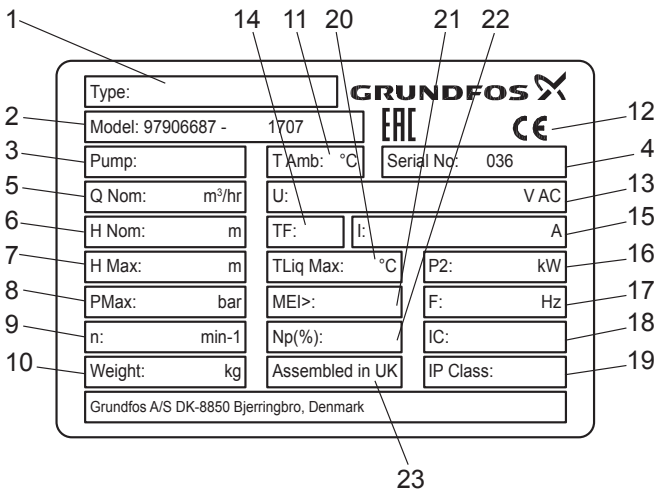 1 14 11 20 21 22
Type: GRUNDFOS
2 Model: 97906687 - 1707 EAC CE 12
3 Pump: T Amb: °C Serial No: 036 4
5 Q Nom: m³/hr U: V AC 13
6 H Nom: m TF: I: A 15
7 H Max: m TLiq Max: °C P2: kW 16
8 PMax: bar MEI>: F: Hz 17
9 n: min-1 Np(%): IC: 18
10 Weight: kg Assembled in UK IP Class: 19
Grundfos A/S DK-8850 Bjerringbro, Denmark
23